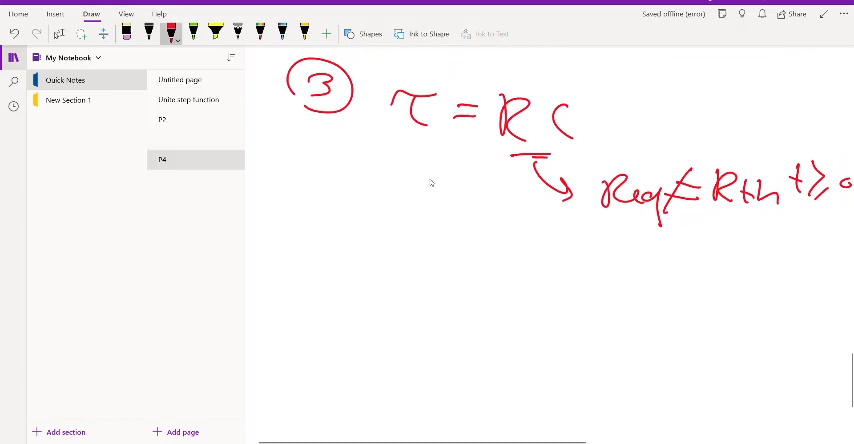 Home Insert Draw View Help Saved offline (error) Share
Shapes Ink to Shape Ink to Text
My Notebook
Quick Notes Untitled page
New Section 1 Unite step function
P2
P4
③
τ = RC
Req = Rth t ≥ 0
Add section Add page